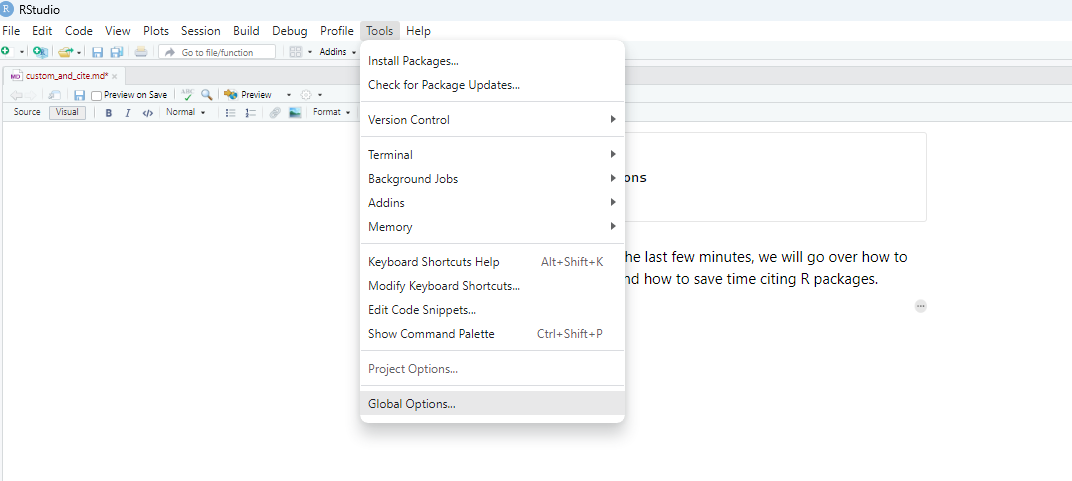 RStudio
File Edit Code View Plots Session Build Debug Profile Tools Help
Go to file/function Addins
custom_and_cite.md*
Preview on Save ABC Preview
Source Visual B I </> Normal Format
Install Packages...
Check for Package Updates...
Version Control
Terminal
Background Jobs
Addins
Memory
Keyboard Shortcuts Help Alt+Shift+K
Modify Keyboard Shortcuts...
Edit Code Snippets...
Show Command Palette Ctrl+Shift+P
Project Options...
Global Options...
ons
he last few minutes, we will go over how to
nd how to save time citing R packages.